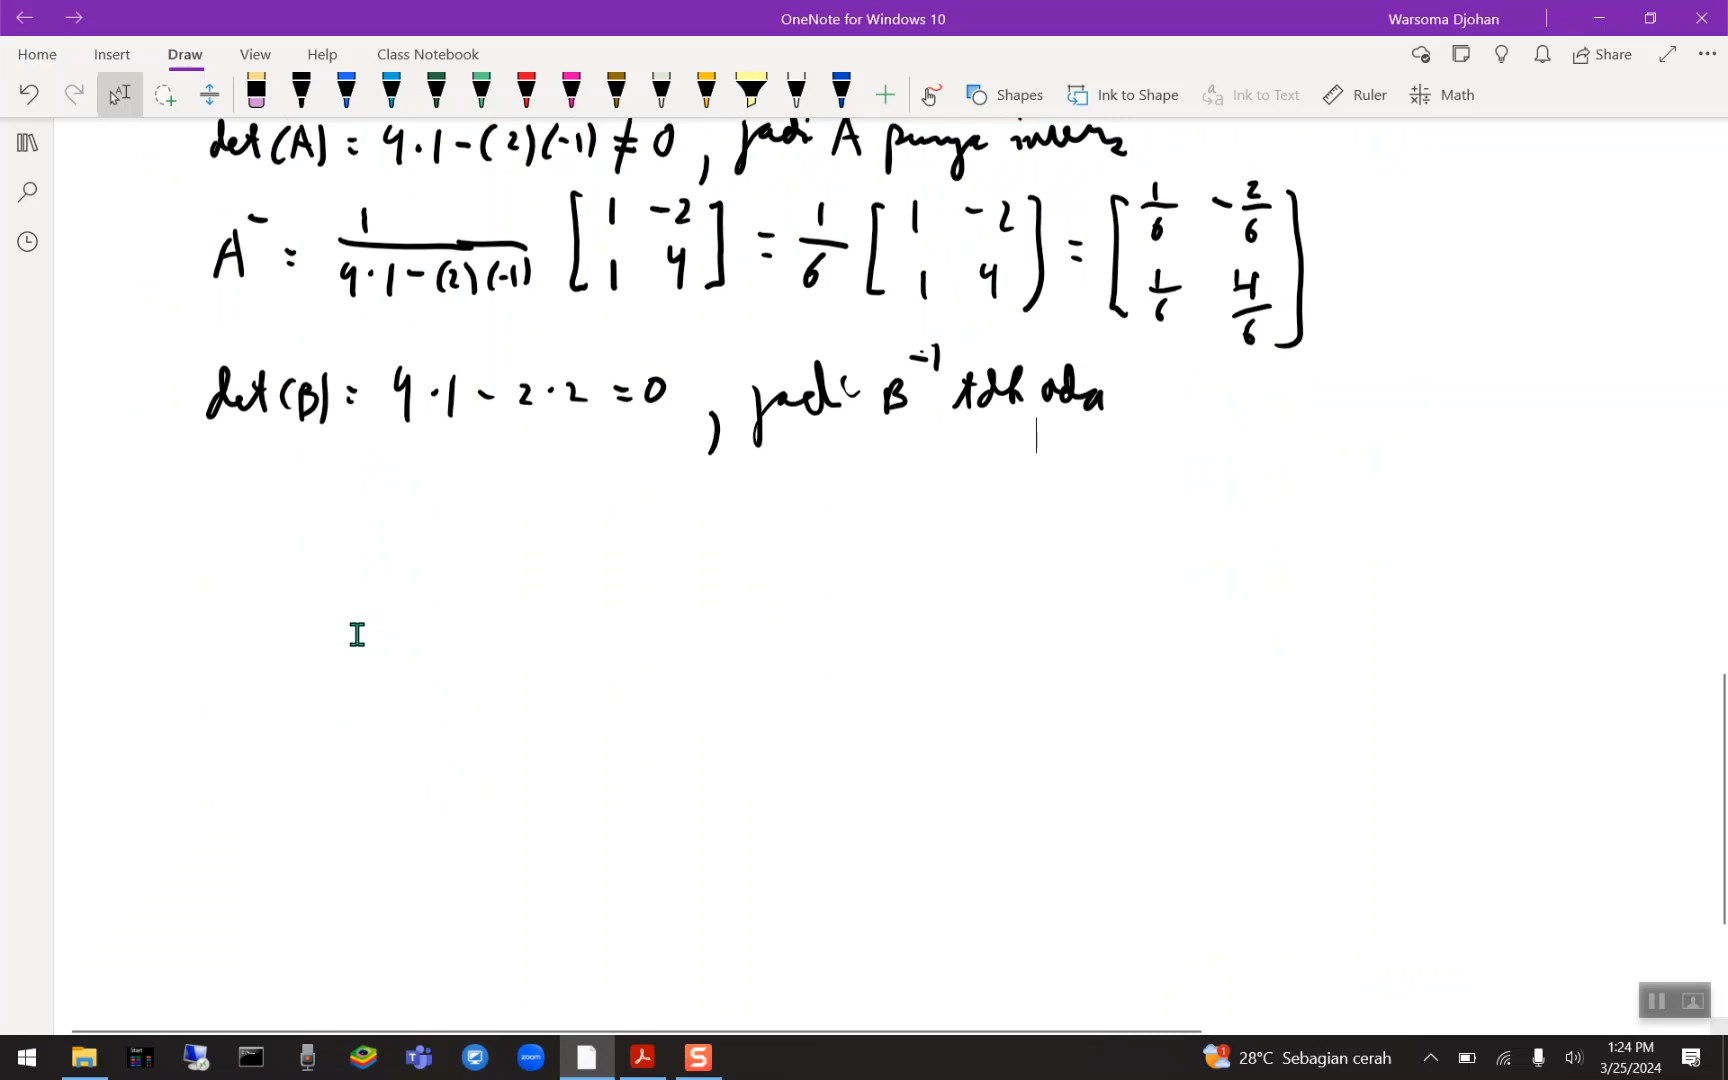 OneNote for Windows 10
Warsoma Djohan
Home Insert Draw View Help Class Notebook
Share
Shapes Ink to Shape Ink to Text Ruler Math
det(A) = 4·1 - (2)(-1) ≠ 0, jadi A punya invers
A⁻ = 1/(4·1 - (2)(-1)) [1 -2; 1 4] = 1/6 [1 -2; 1 4] = [1/6 -2/6; 1/6 4/6]
det(B) = 4·1 - 2·2 = 0, jadi B⁻¹ tdk ada
zoom
28°C Sebagian cerah
1:24 PM
3/25/2024